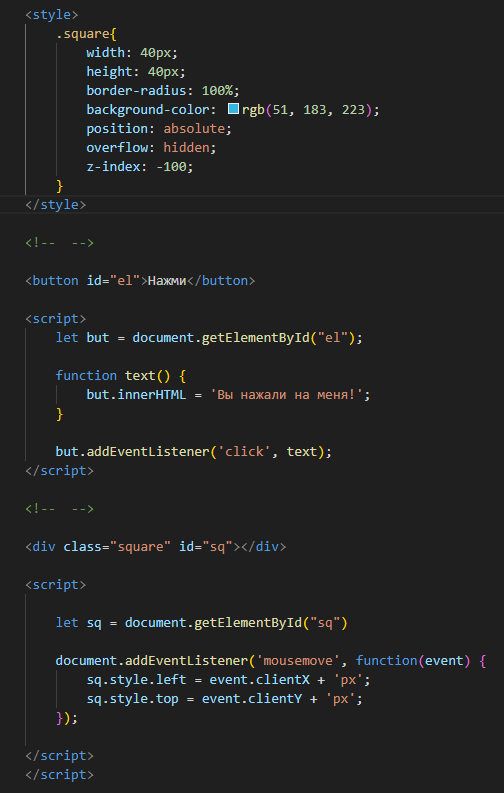 <style>
.square{
width: 40px;
height: 40px;
border-radius: 100%;
background-color: rgb(51, 183, 223);
position: absolute;
overflow: hidden;
z-index: -100;
}
</style>
<!--  -->
<button id="el">Нажми</button>
<script>
let but = document.getElementById("el");
function text() {
but.innerHTML = 'Вы нажали на меня!';
}
but.addEventListener('click', text);
</script>
<!--  -->
<div class="square" id="sq"></div>
<script>
let sq = document.getElementById("sq")
document.addEventListener('mousemove', function(event) {
sq.style.left = event.clientX + 'px';
sq.style.top = event.clientY + 'px';
});
</script>
</script>